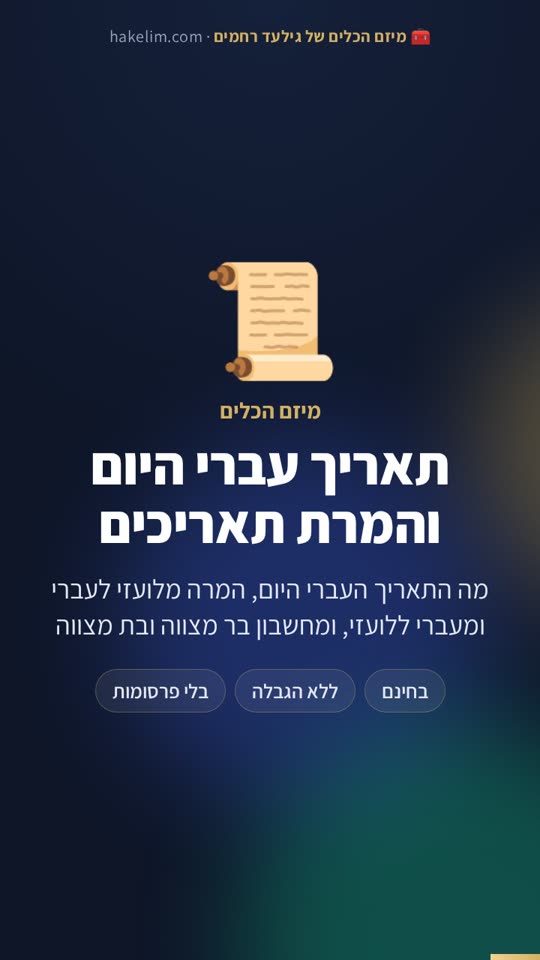 🧰 מיזם הכלים של גילעד רחמים · hakelim.com
מיזם הכלים
תאריך עברי היום
והמרת תאריכים
מה התאריך העברי היום, המרה מלועזי לעברי
ומעברי ללועזי, ומחשבון בר מצווה ובת מצווה
בחינם
ללא הגבלה
בלי פרסומות